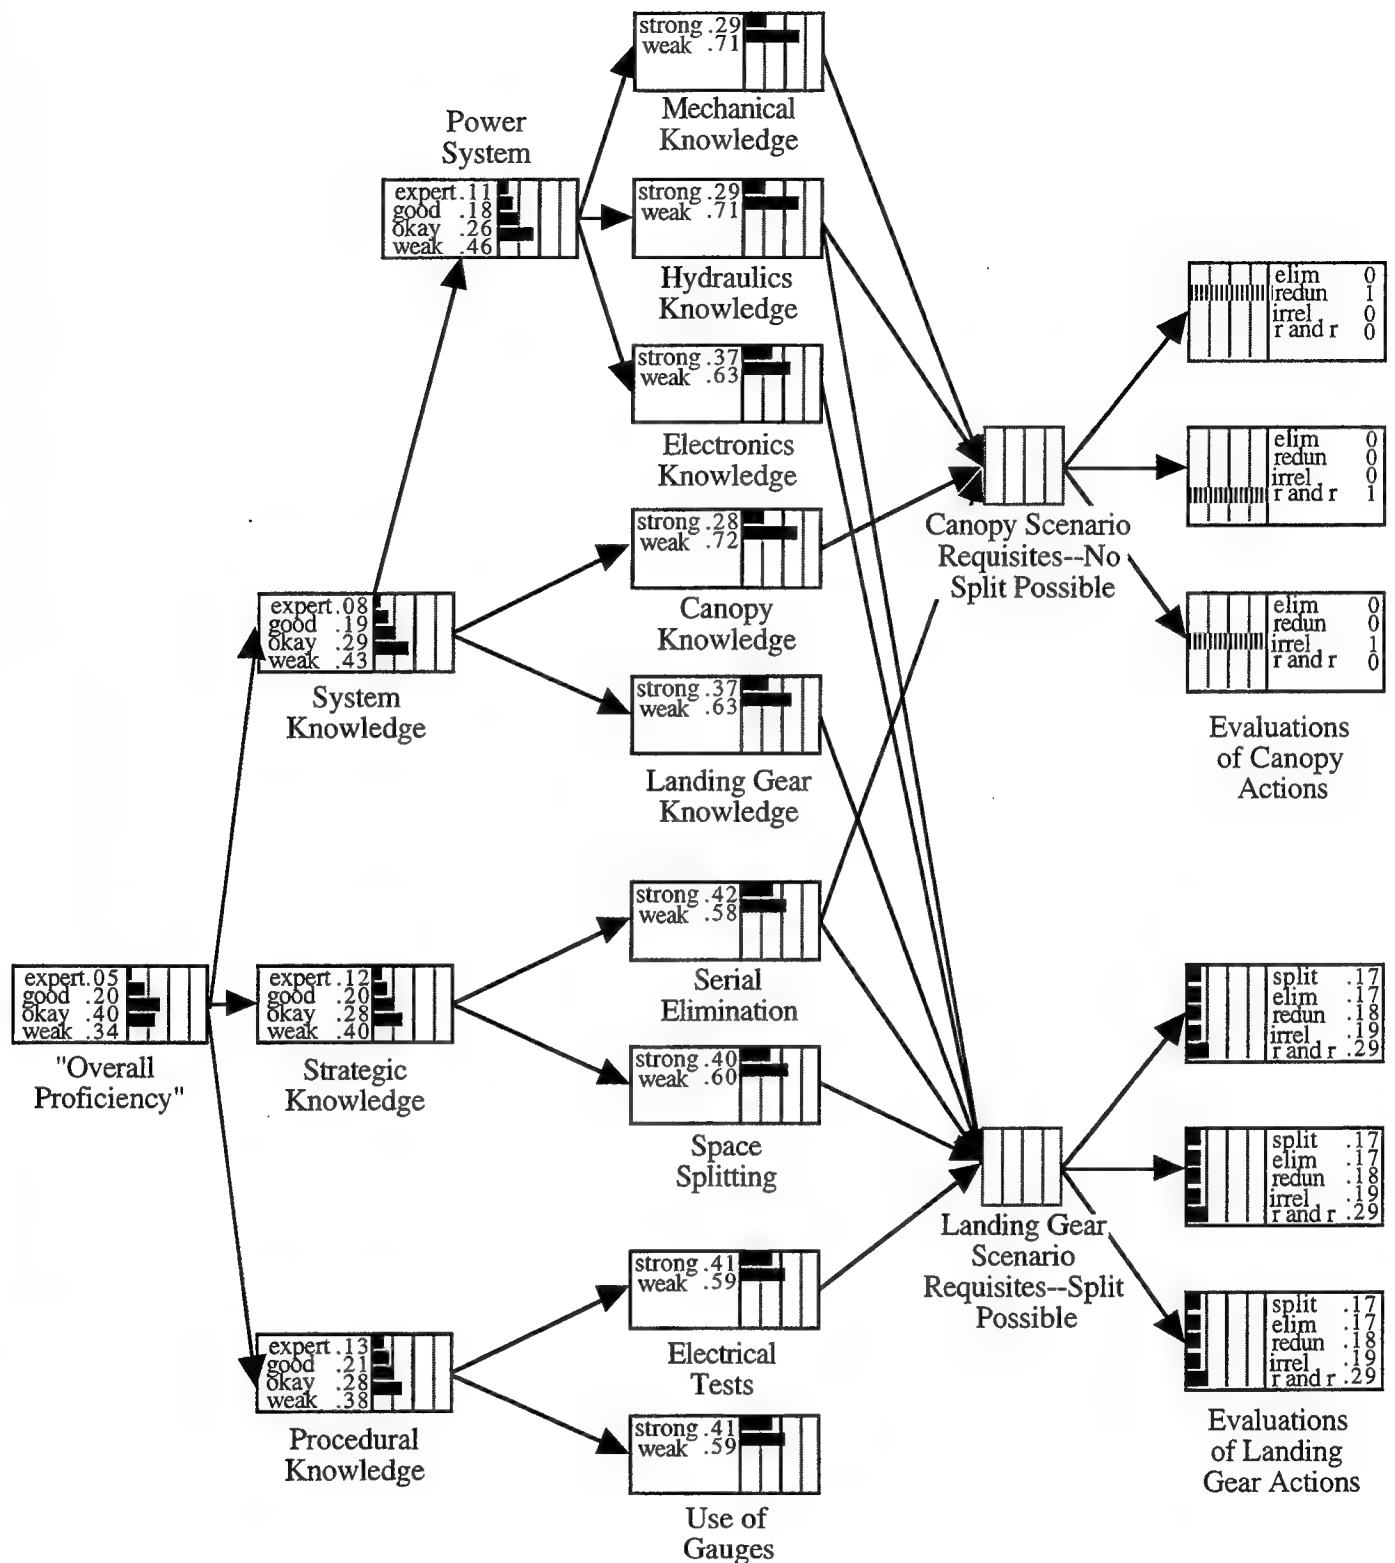 strong .29
weak .71
Mechanical
Knowledge
Power
System
expert .11
good .18
okay .26
weak .46
strong .29
weak .71
Hydraulics
Knowledge
strong .37
weak .63
Electronics
Knowledge
strong .28
weak .72
Canopy
Knowledge
expert .08
good .19
okay .29
weak .43
System
Knowledge
strong .37
weak .63
Landing Gear
Knowledge
strong .42
weak .58
Serial
Elimination
expert .05
good .20
okay .40
weak .34
"Overall
Proficiency"
expert .12
good .20
okay .28
weak .40
Strategic
Knowledge
strong .40
weak .60
Space
Splitting
strong .41
weak .59
Electrical
Tests
expert .13
good .21
okay .28
weak .38
Procedural
Knowledge
strong .41
weak .59
Use of
Gauges
Canopy Scenario
Requisites--No
Split Possible
Landing Gear
Scenario
Requisites--Split
Possible
elim 0
redun 1
irrel 0
r and r 0
elim 0
redun 0
irrel 0
r and r 1
elim 0
redun 0
irrel 1
r and r 0
Evaluations
of Canopy
Actions
split .17
elim .17
redun .18
irrel .19
r and r .29
split .17
elim .17
redun .18
irrel .19
r and r .29
split .17
elim .17
redun .18
irrel .19
r and r .29
Evaluations
of Landing
Gear Actions